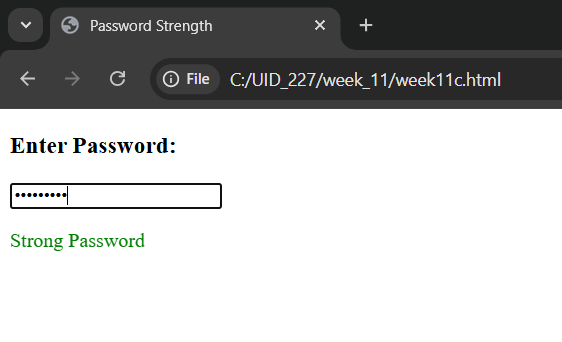 Password Strength
File C:/UID_227/week_11/week11c.html
Enter Password:
•••••••••
Strong Password